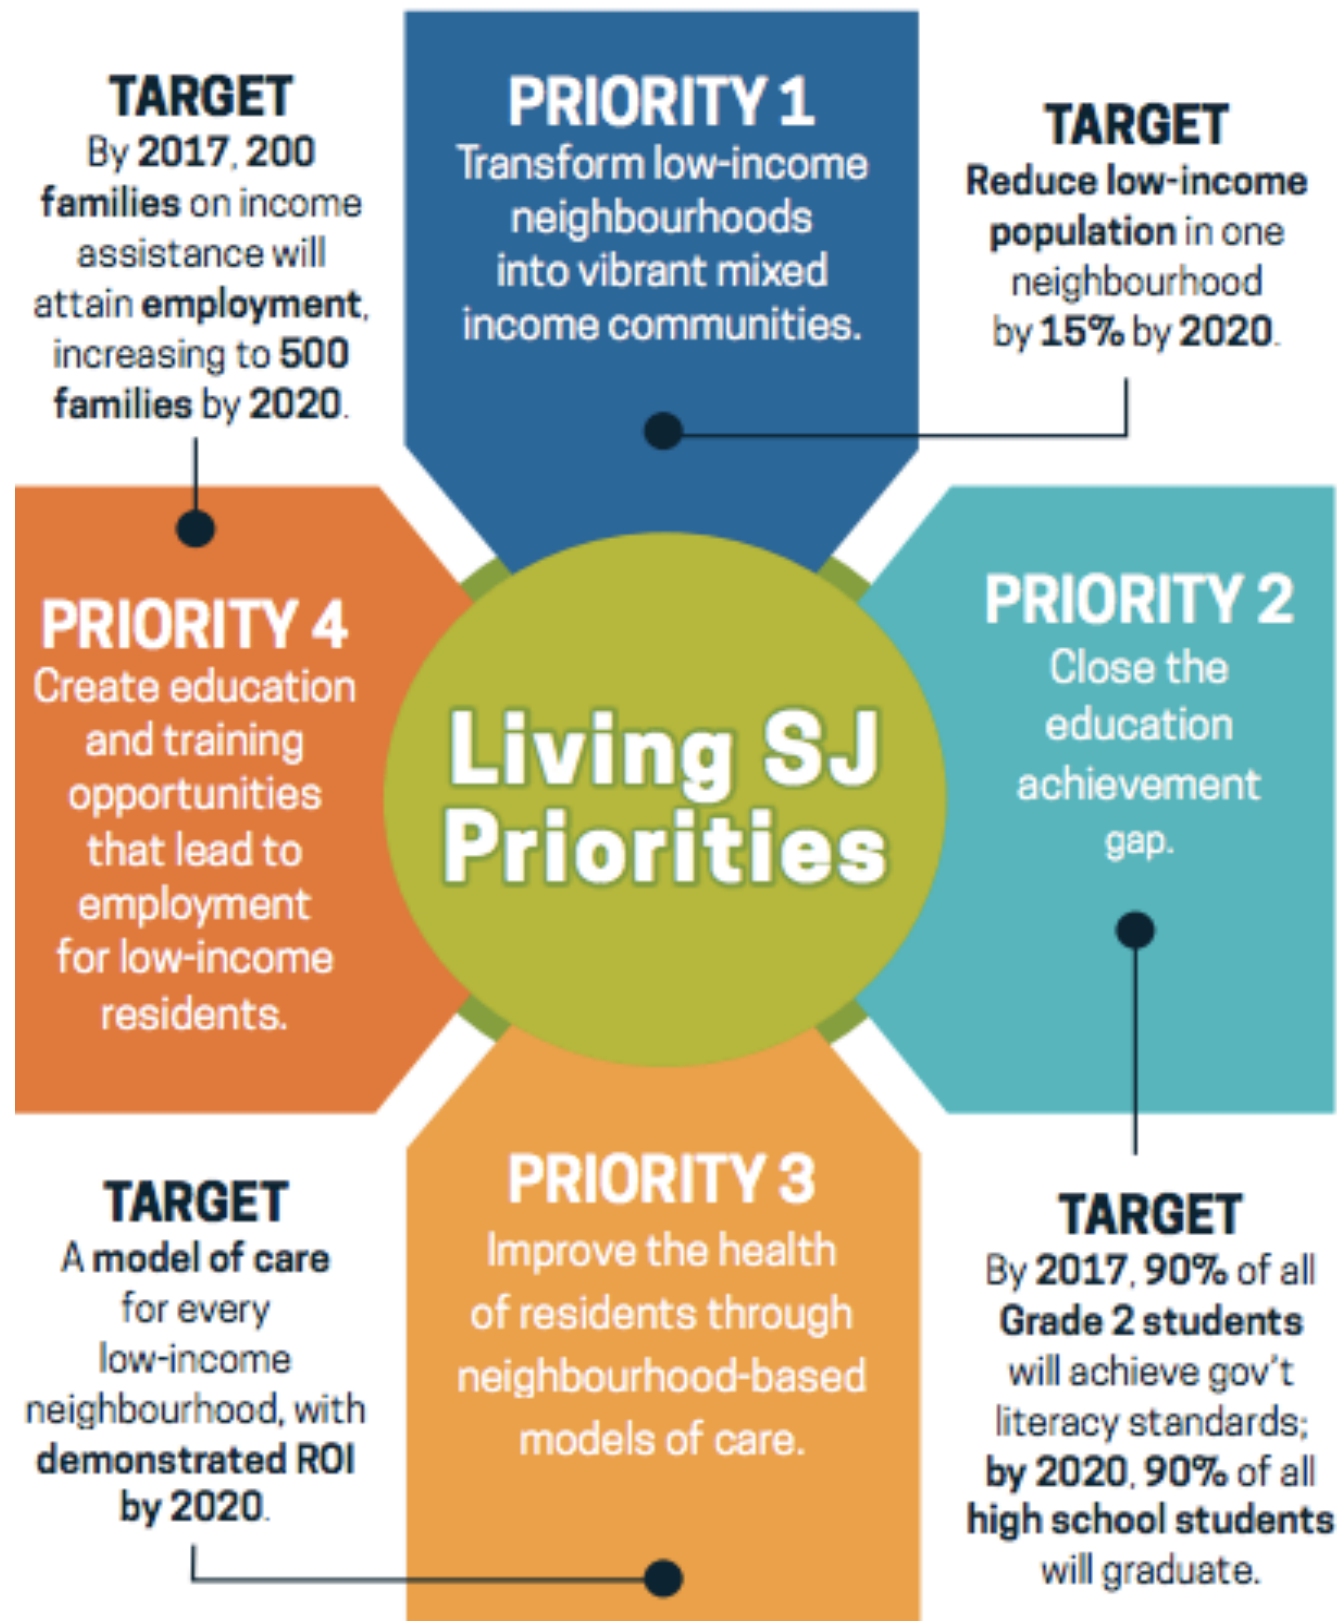 TARGET
By 2017, 200
families on income
assistance will
attain employment,
increasing to 500
families by 2020.
PRIORITY 1
Transform low-income
neighbourhoods
into vibrant mixed
income communities.
TARGET
Reduce low-income
population in one
neighbourhood
by 15% by 2020.
PRIORITY 4
Create education
and training
opportunities
that lead to
employment
for low-income
residents.
Living SJ
Priorities
PRIORITY 2
Close the
education
achievement
gap.
TARGET
A model of care
for every
low-income
neighbourhood, with
demonstrated ROI
by 2020.
PRIORITY 3
Improve the health
of residents through
neighbourhood-based
models of care.
TARGET
By 2017, 90% of all
Grade 2 students
will achieve gov't
literacy standards;
by 2020, 90% of all
high school students
will graduate.